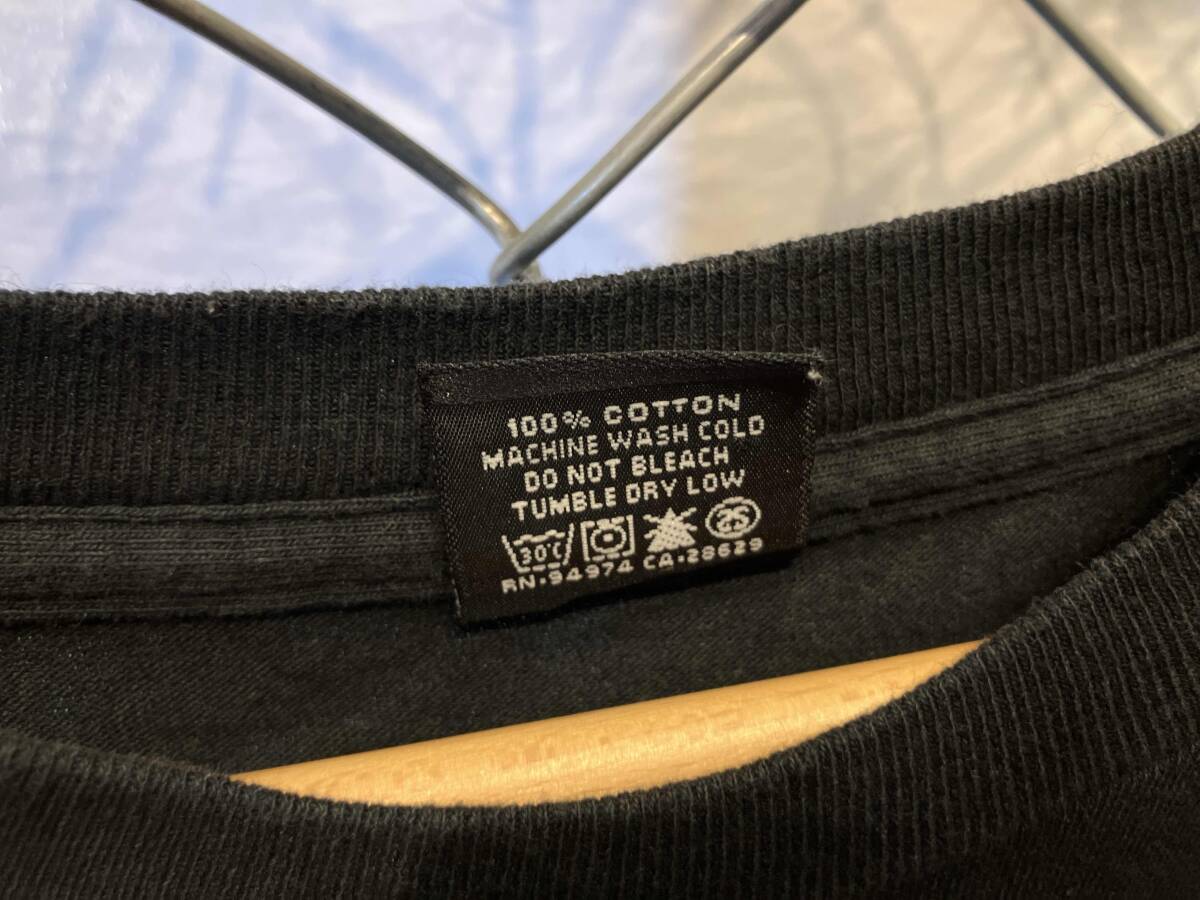 100% COTTON
MACHINE WASH COLD
DO NOT BLEACH
TUMBLE DRY LOW
30°C
RN·94974 CA·28629